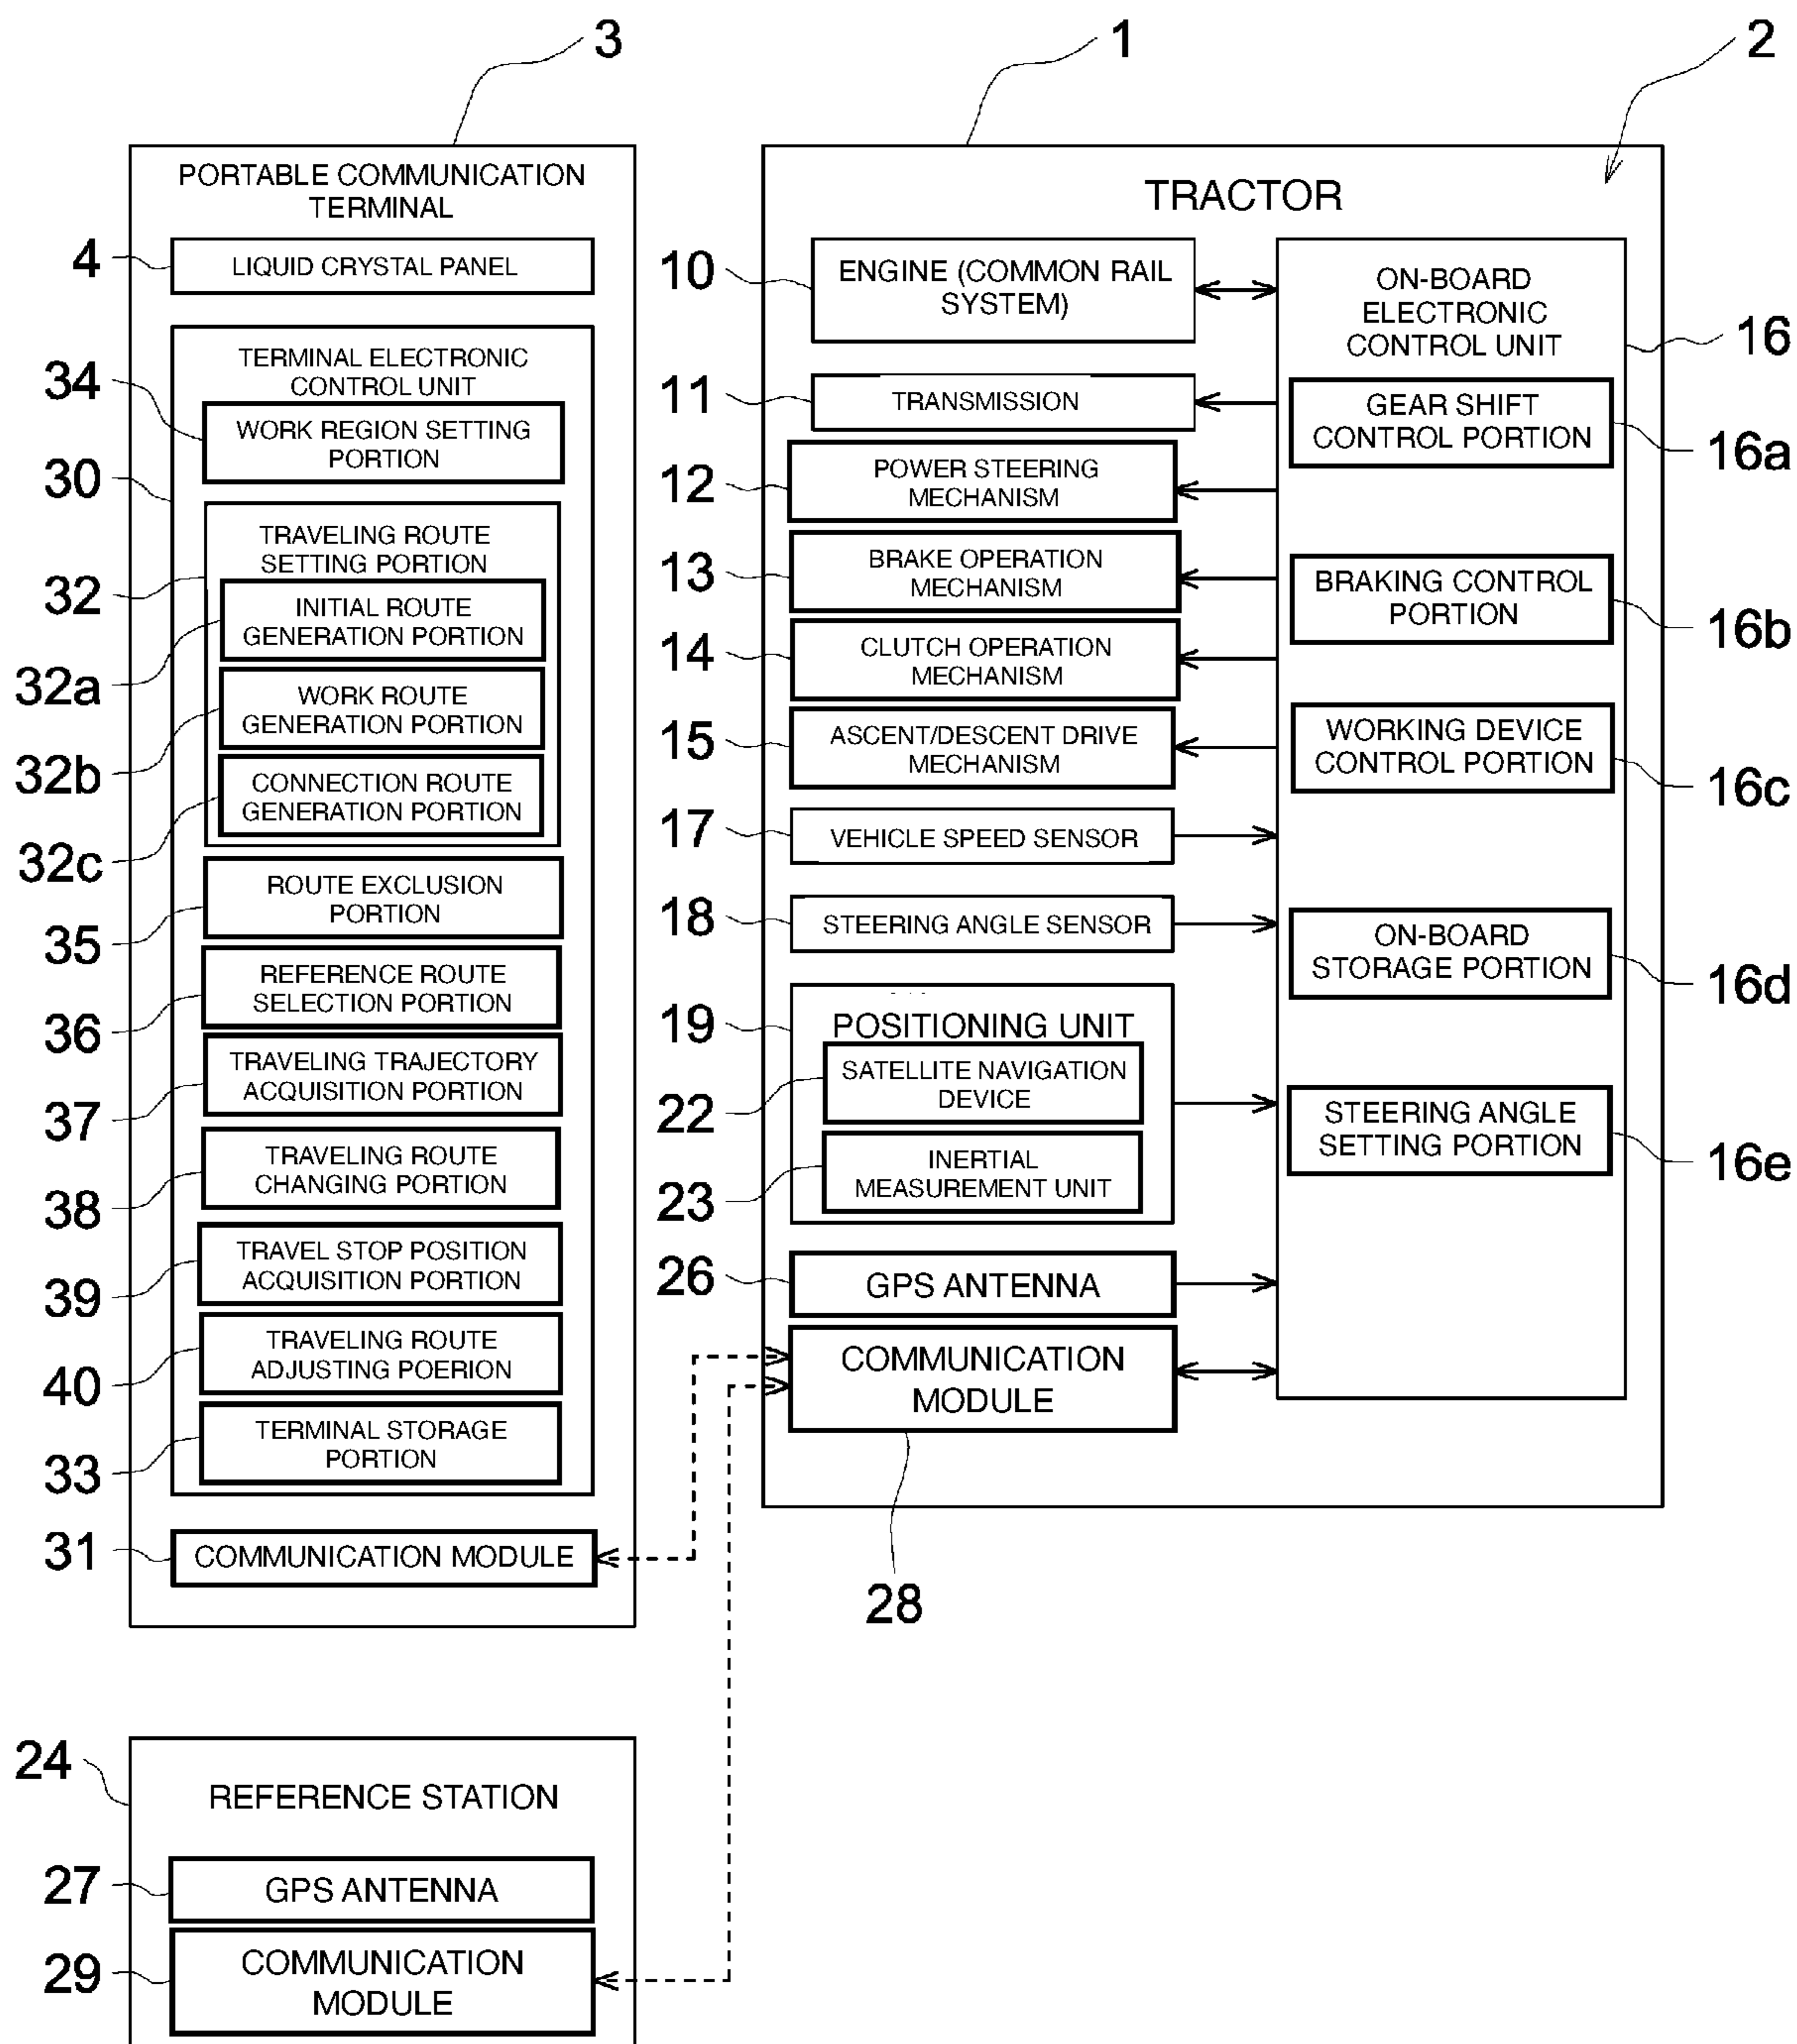 3
1
2
PORTABLE COMMUNICATION
TERMINAL
4
LIQUID CRYSTAL PANEL
TERMINAL ELECTRONIC
CONTROL UNIT
34
WORK REGION SETTING
PORTION
30
TRAVELING ROUTE
SETTING PORTION
32
INITIAL ROUTE
GENERATION PORTION
32a
WORK ROUTE
GENERATION PORTION
32b
CONNECTION ROUTE
GENERATION PORTION
32c
ROUTE EXCLUSION
PORTION
35
REFERENCE ROUTE
SELECTION PORTION
36
TRAVELING TRAJECTORY
ACQUISITION PORTION
37
TRAVELING ROUTE
CHANGING PORTION
38
TRAVEL STOP POSITION
ACQUISITION PORTION
39
TRAVELING ROUTE
ADJUSTING POERION
40
TERMINAL STORAGE
PORTION
33
31
COMMUNICATION MODULE
TRACTOR
10
ENGINE (COMMON RAIL
SYSTEM)
11
TRANSMISSION
12
POWER STEERING
MECHANISM
13
BRAKE OPERATION
MECHANISM
14
CLUTCH OPERATION
MECHANISM
15
ASCENT/DESCENT DRIVE
MECHANISM
17
VEHICLE SPEED SENSOR
18
STEERING ANGLE SENSOR
19
POSITIONING UNIT
SATELLITE NAVIGATION
DEVICE
22
INERTIAL
MEASUREMENT UNIT
23
26
GPS ANTENNA
COMMUNICATION
MODULE
28
ON-BOARD
ELECTRONIC
CONTROL UNIT
16
GEAR SHIFT
CONTROL PORTION
16a
BRAKING CONTROL
PORTION
16b
WORKING DEVICE
CONTROL PORTION
16c
ON-BOARD
STORAGE PORTION
16d
STEERING ANGLE
SETTING PORTION
16e
24
REFERENCE STATION
27
GPS ANTENNA
29
COMMUNICATION
MODULE